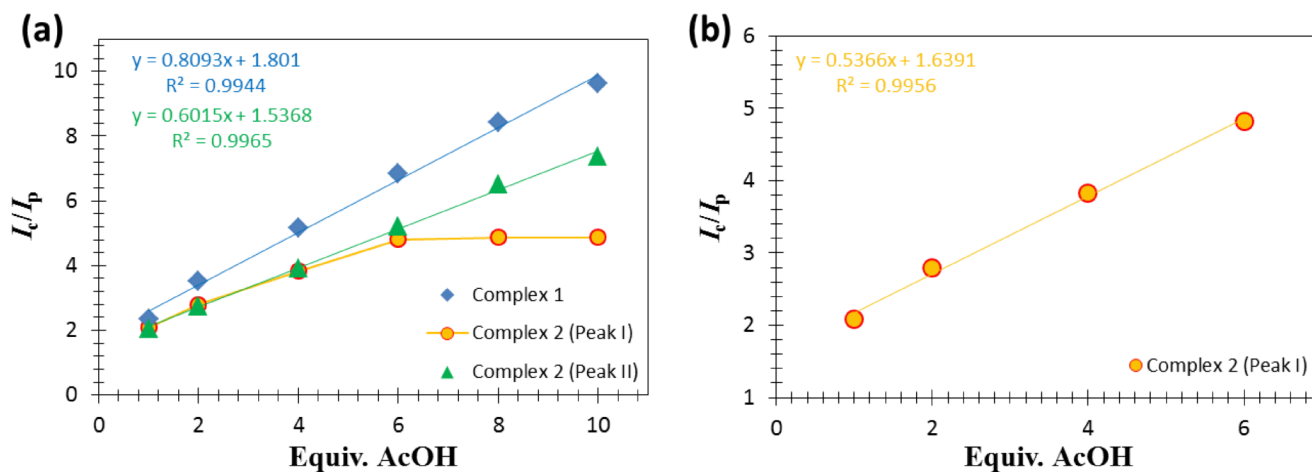 (a)
y = 0.8093x + 1.801
R² = 0.9944
y = 0.6015x + 1.5368
R² = 0.9965
10
8
6
4
2
0
Ic/Ip
0 2 4 6 8 10
Equiv. AcOH
Complex 1
Complex 2 (Peak I)
Complex 2 (Peak II)
(b)
y = 0.5366x + 1.6391
R² = 0.9956
6
5
4
3
2
1
Ic/Ip
0 2 4 6
Equiv. AcOH
Complex 2 (Peak I)